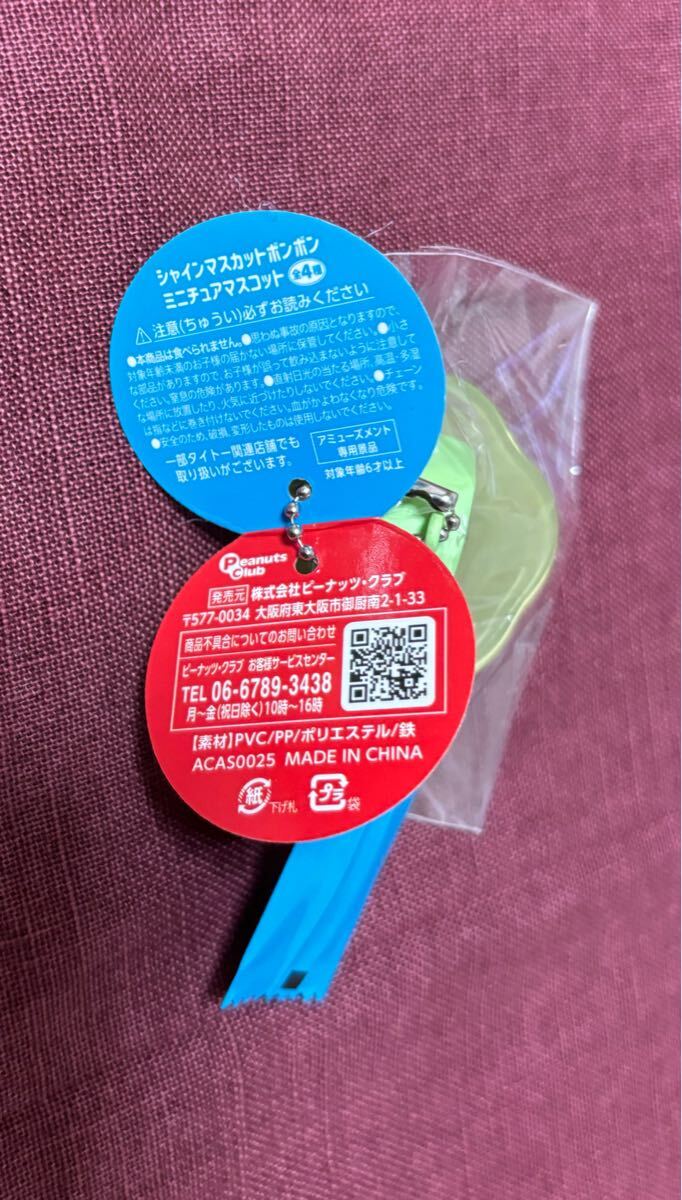 シャインマスカットボンボン
ミニチュアマスコット 全4種
⚠注意(ちゅうい)必ずお読みください
●本商品は食べられません。●思わぬ事故の原因となりますので、
対象年齢未満のお子様の届かない場所に保管してください。●小さ
な部品がありますので、お子様が誤って飲み込まないように注意して
ください。窒息の危険があります。●直射日光の当たる場所、高温・多湿
な場所に放置したり、火気に近づけたりしないでください。●チェーン
は指などに巻き付けないでください。血がかよわなくなり危険です。
●安全のため、破損、変形したものは使用しないでください。
一部タイトー関連店舗でも
取り扱いがございます。
アミューズメント
専用景品
対象年齢6才以上
Peanuts
Club
発売元 株式会社ピーナッツ・クラブ
〒577-0034 大阪府東大阪市御厨南2-1-33
商品不具合についてのお問い合わせ
ピーナッツ・クラブ お客様サービスセンター
TEL 06-6789-3438
月〜金(祝日除く)10時〜16時
【素材】PVC/PP/ポリエステル/鉄
ACAS0025 MADE IN CHINA
紙 下げ札
プラ 袋